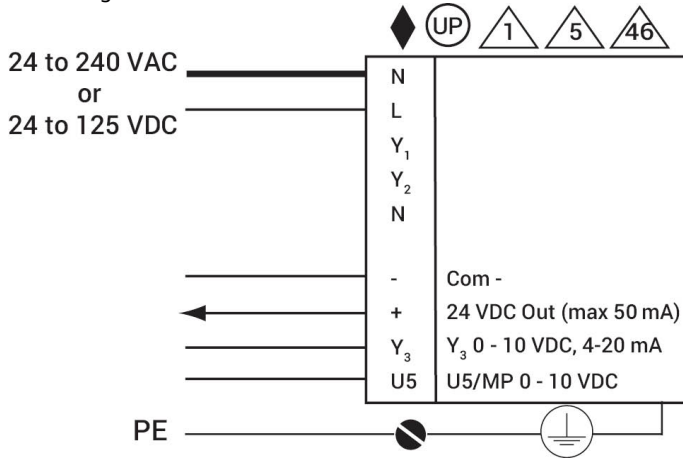 UP 1 5 46
24 to 240 VAC
or
24 to 125 VDC
N
L
Y₁
Y₂
N
- Com -
+ 24 VDC Out (max 50 mA)
Y₃ Y₃ 0 - 10 VDC, 4-20 mA
U5 U5/MP 0 - 10 VDC
PE